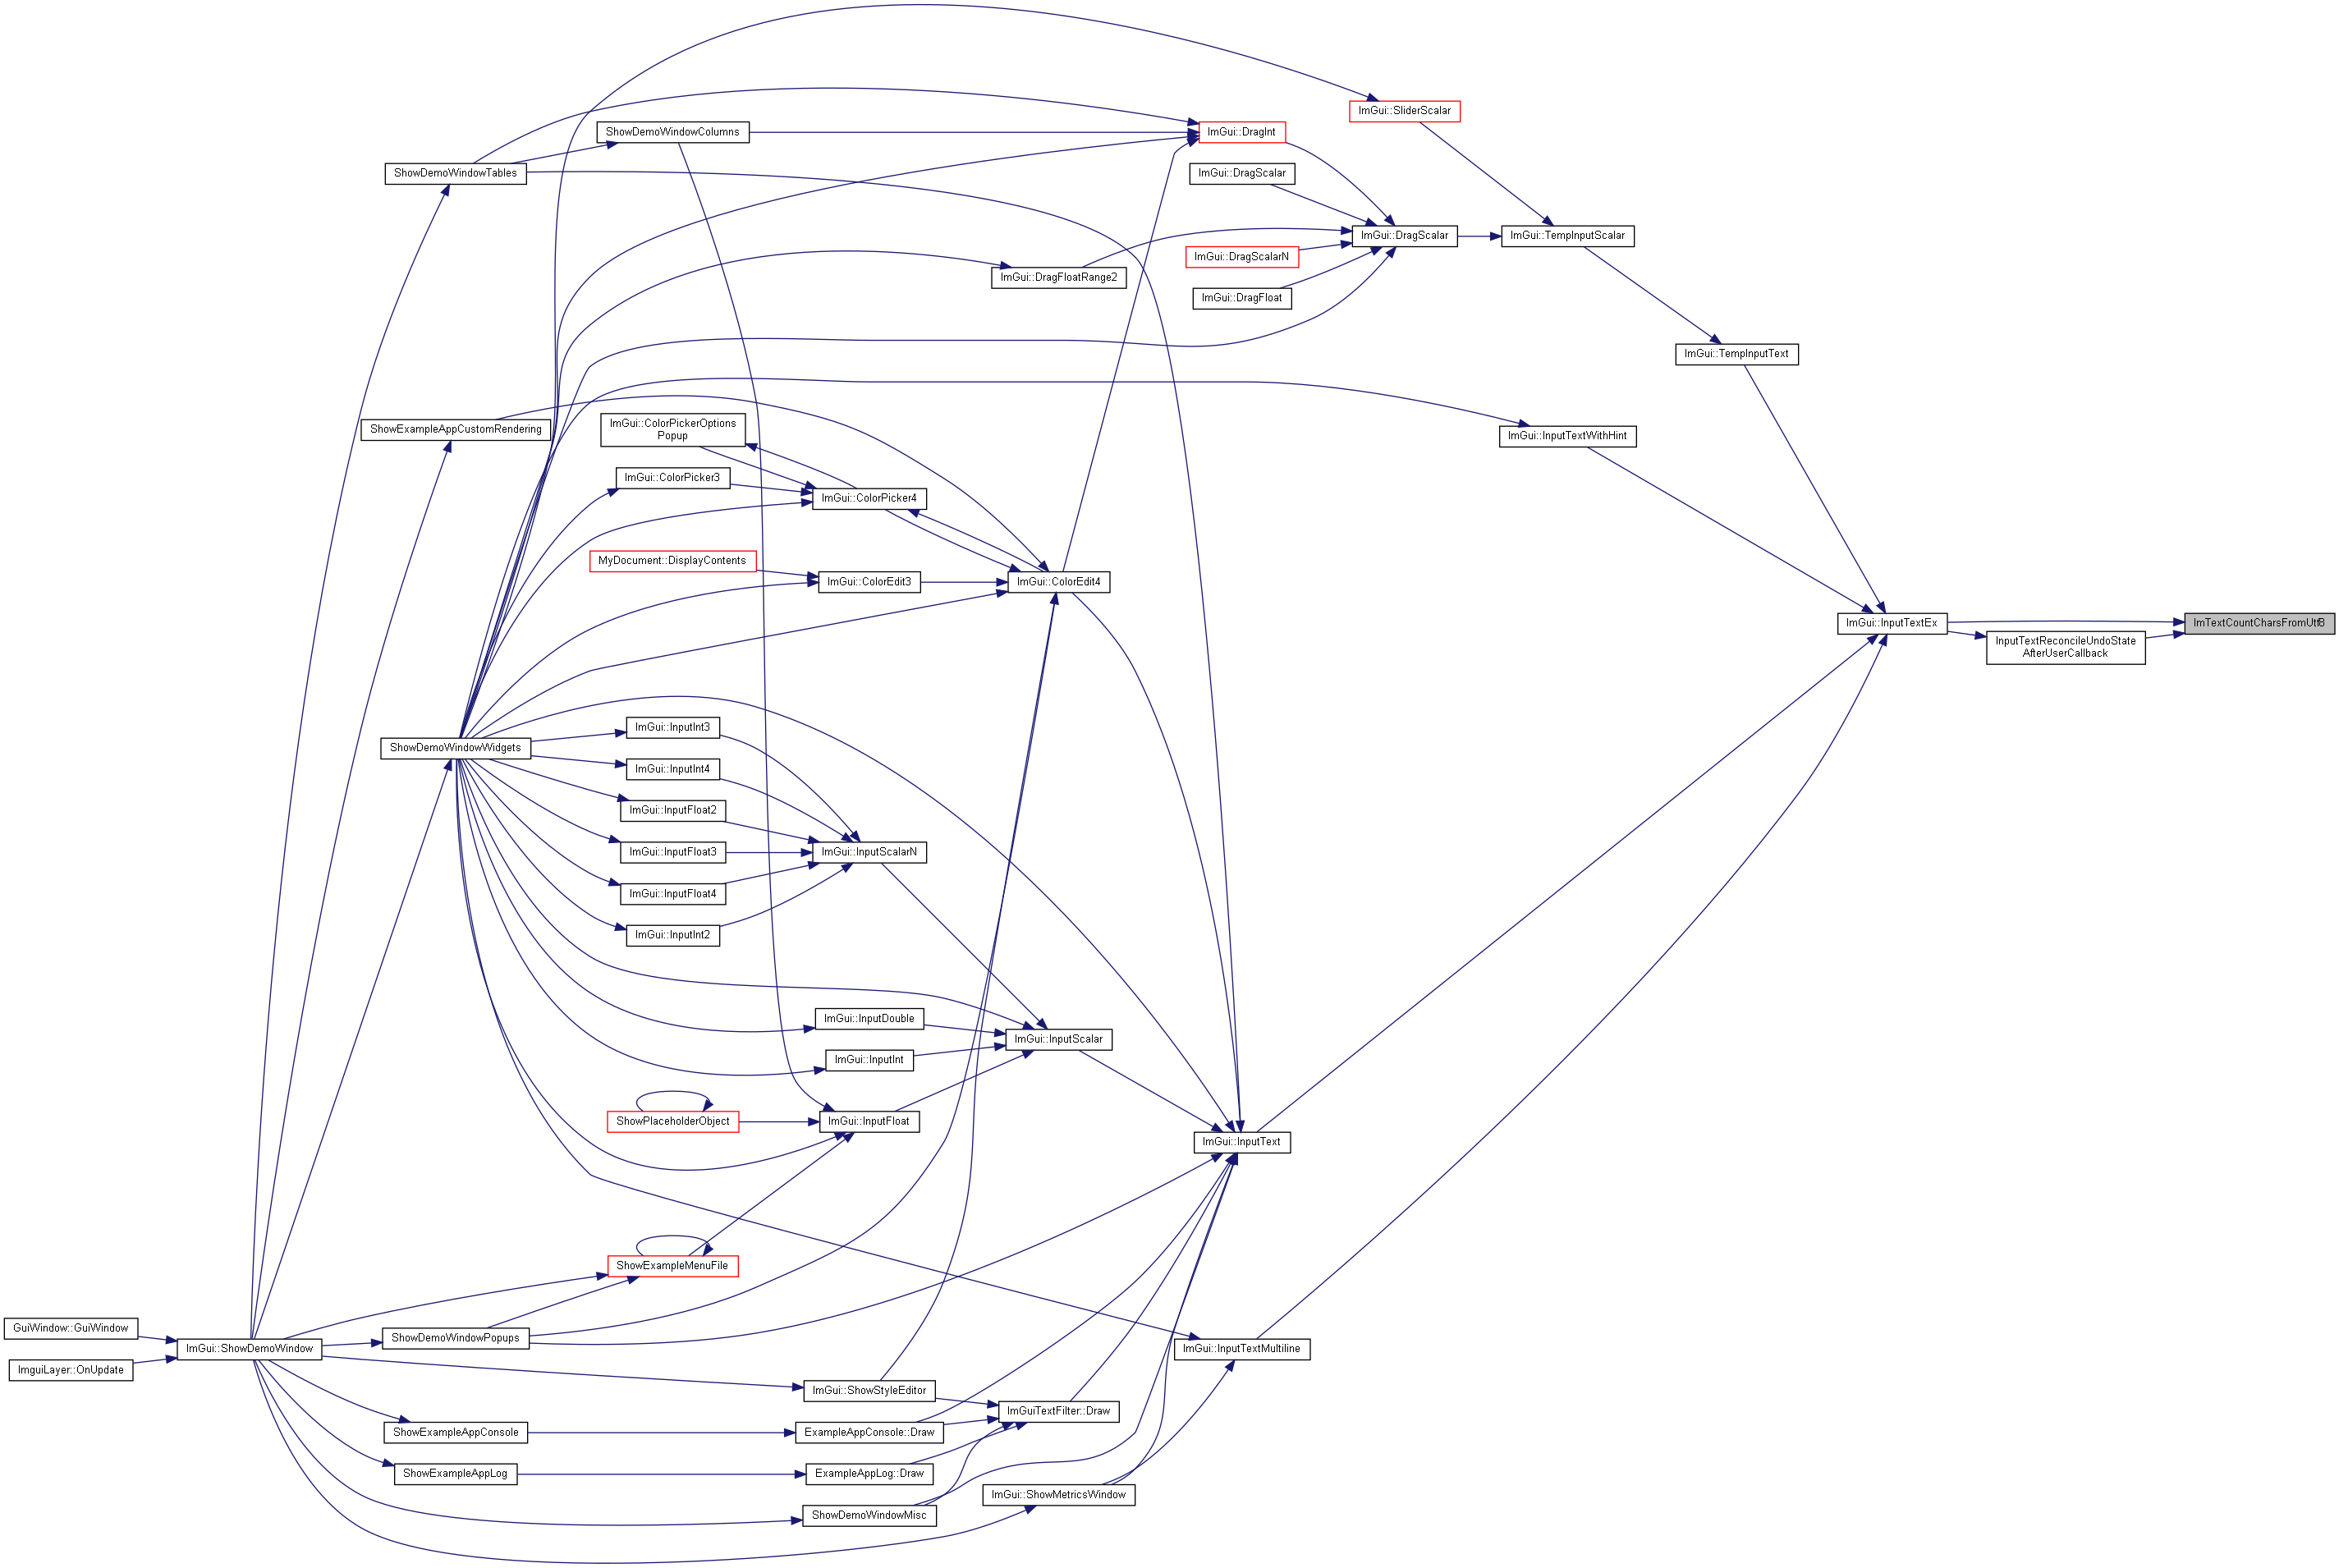 ImGui::SliderScalar
ShowDemoWindowColumns
ImGui::DragInt
ShowDemoWindowTables
ImGui::DragScalar
ImGui::DragScalar
ImGui::TempInputScalar
ImGui::DragScalarN
ImGui::DragFloatRange2
ImGui::DragFloat
ImGui::TempInputText
ShowExampleAppCustomRendering
ImGui::ColorPickerOptions
Popup
ImGui::InputTextWithHint
ImGui::ColorPicker3
ImGui::ColorPicker4
MyDocument::DisplayContents
ImGui::ColorEdit3
ImGui::ColorEdit4
ImGui::InputTextEx
ImTextCountCharsFromUtf8
InputTextReconcileUndoState
AfterUserCallback
ImGui::InputInt3
ShowDemoWindowWidgets
ImGui::InputInt4
ImGui::InputFloat2
ImGui::InputFloat3
ImGui::InputScalarN
ImGui::InputFloat4
ImGui::InputInt2
ImGui::InputDouble
ImGui::InputScalar
ImGui::InputInt
ShowPlaceholderObject
ImGui::InputFloat
ImGui::InputText
ShowExampleMenuFile
GuiWindow::GuiWindow
ShowDemoWindowPopups
ImGui::ShowDemoWindow
ImGui::InputTextMultiline
ImguiLayer::OnUpdate
ImGui::ShowStyleEditor
ImGuiTextFilter::Draw
ShowExampleAppConsole
ExampleAppConsole::Draw
ShowExampleAppLog
ExampleAppLog::Draw
ImGui::ShowMetricsWindow
ShowDemoWindowMisc